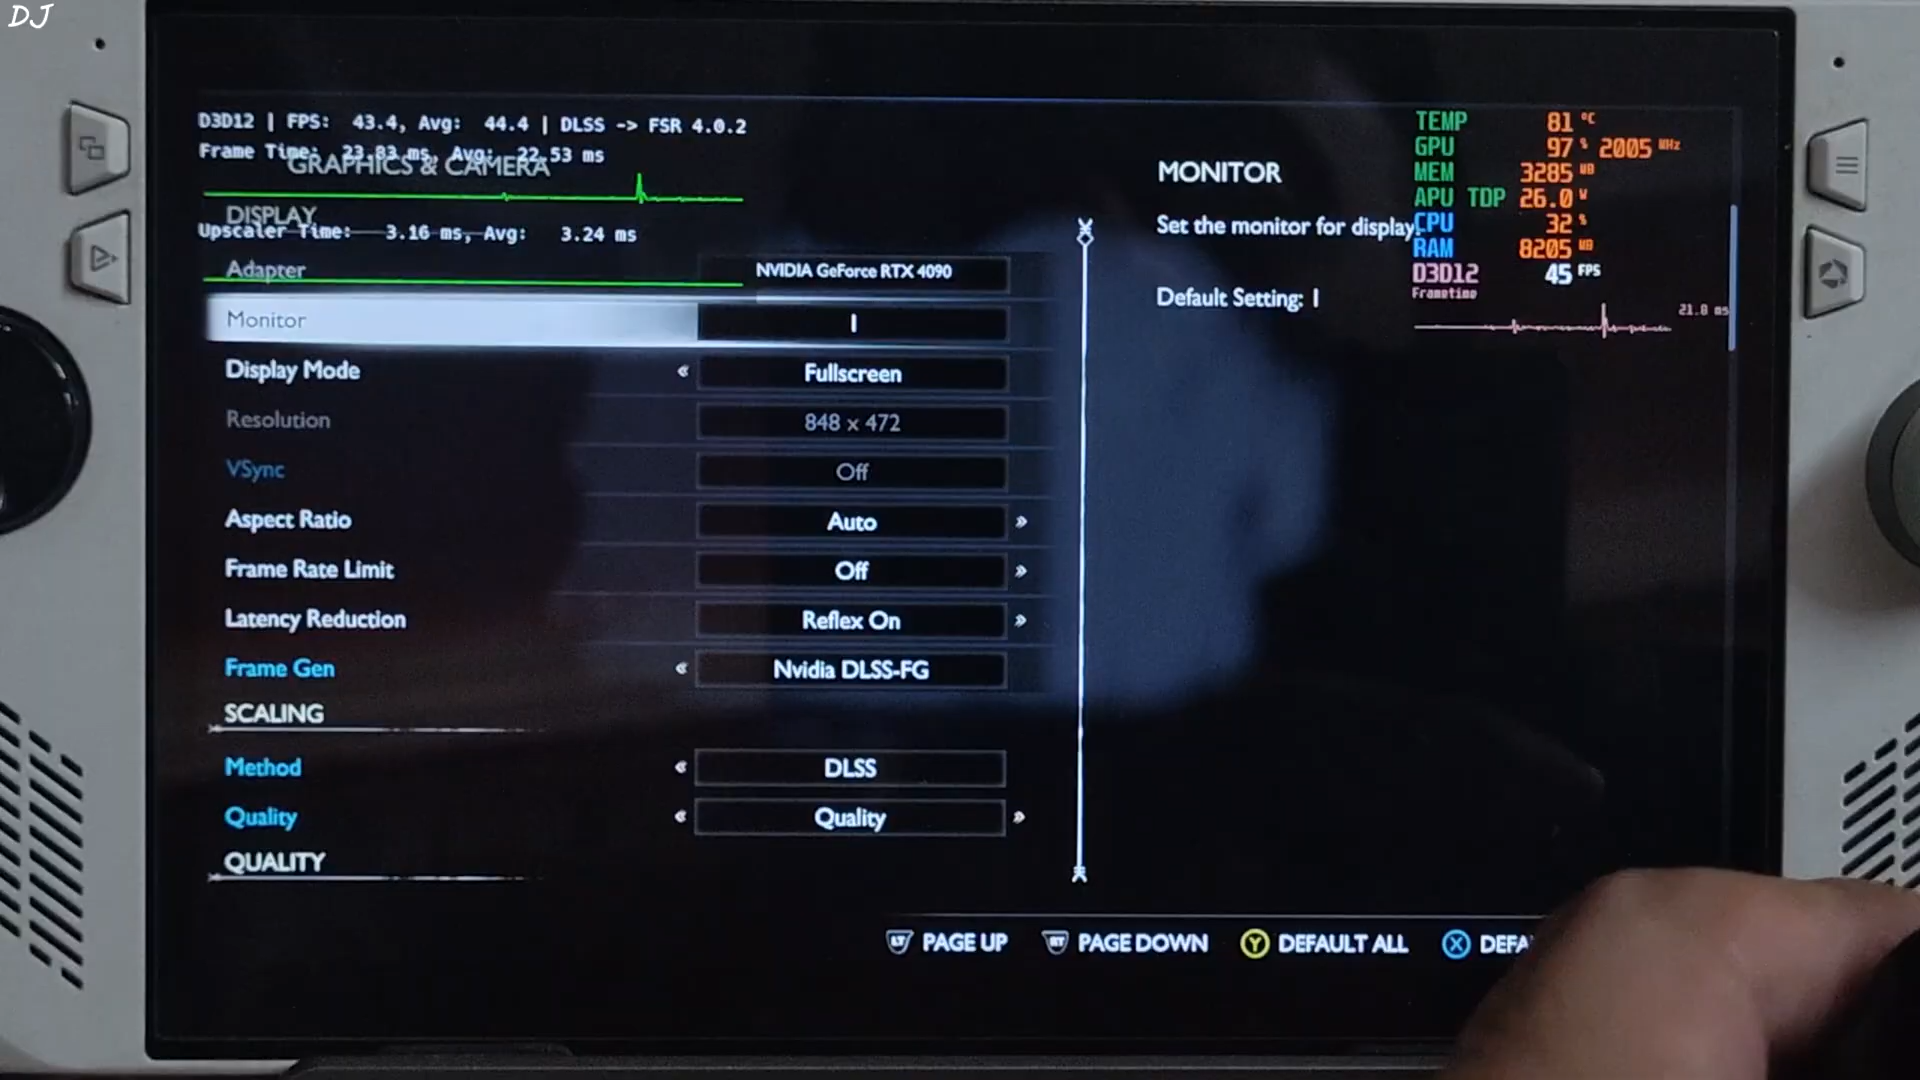 DJ
D3D12 | FPS: 43.4, Avg: 44.4 | DLSS -> FSR 4.0.2
Frame Time: 23.83 ms, Avg: 22.53 ms
GRAPHICS & CAMERA
DISPLAY
Upscaler Time: 3.16 ms, Avg: 3.24 ms
Adapter NVIDIA GeForce RTX 4090
Monitor 1
Display Mode Fullscreen
Resolution 848 x 472
VSync Off
Aspect Ratio Auto
Frame Rate Limit Off
Latency Reduction Reflex On
Frame Gen Nvidia DLSS-FG
SCALING
Method DLSS
Quality Quality
QUALITY
MONITOR
Set the monitor for display.
Default Setting: 1
TEMP 81 °C
GPU 97 % 2005 MHz
MEM 3285 MB
APU TDP 26.0 W
CPU 32 %
RAM 8205 MB
D3D12 45 FPS
Frametime
21.8 ms
LT PAGE UP RT PAGE DOWN Y DEFAULT ALL X DEFA